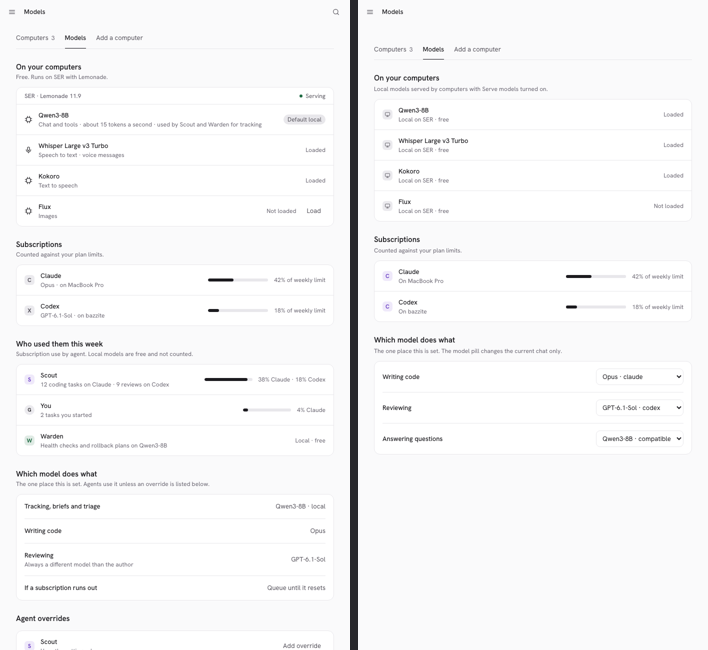 Models
Computers 3 Models Add a computer
On your computers
Free. Runs on SER with Lemonade.
SER · Lemonade 11.9 Serving
Qwen3-8B
Chat and tools · about 15 tokens a second · used by Scout and Warden for testing
Default local
Whisper Large v3 Turbo
Speech to text · voice messages
Loaded
Kokoro
Text to speech
Loaded
Flux
Images
Not loaded Load
Subscriptions
Counted against your plan limits.
C
Claude
Opus · on MacBook Pro
42% of weekly limit
X
Codex
GPT-6.1-Sol · on bazzite
18% of weekly limit
Who used them this week
Subscription use by agent. Local models are free and not counted.
S
Scout
12 coding tasks on Claude · 9 reviews on Codex
38% Claude · 18% Codex
G
You
2 tasks you started
4% Claude
W
Warden
Health checks and rollback plans on Qwen3-8B
Local · free
Which model does what
The one place this is set. Agents use it unless an override is listed below.
Tracking, briefs and triage Qwen3-8B · local
Writing code Opus
Reviewing
Always a different model than the author
GPT-6.1-Sol
If a subscription runs out Queue until it resets
Agent overrides
S
Scout
Add override
Models
Computers 3 Models Add a computer
On your computers
Local models served by computers with Serve models turned on.
Qwen3-8B
Local on SER · free
Loaded
Whisper Large v3 Turbo
Local on SER · free
Loaded
Kokoro
Local on SER · free
Loaded
Flux
Local on SER · free
Not loaded
Subscriptions
Counted against your plan limits.
C
Claude
On MacBook Pro
42% of weekly limit
C
Codex
On bazzite
18% of weekly limit
Which model does what
The one place this is set. The model pill changes the current chat only.
Writing code Opus · claude
Reviewing GPT-6.1-Sol · codex
Answering questions Qwen3-8B · compatible